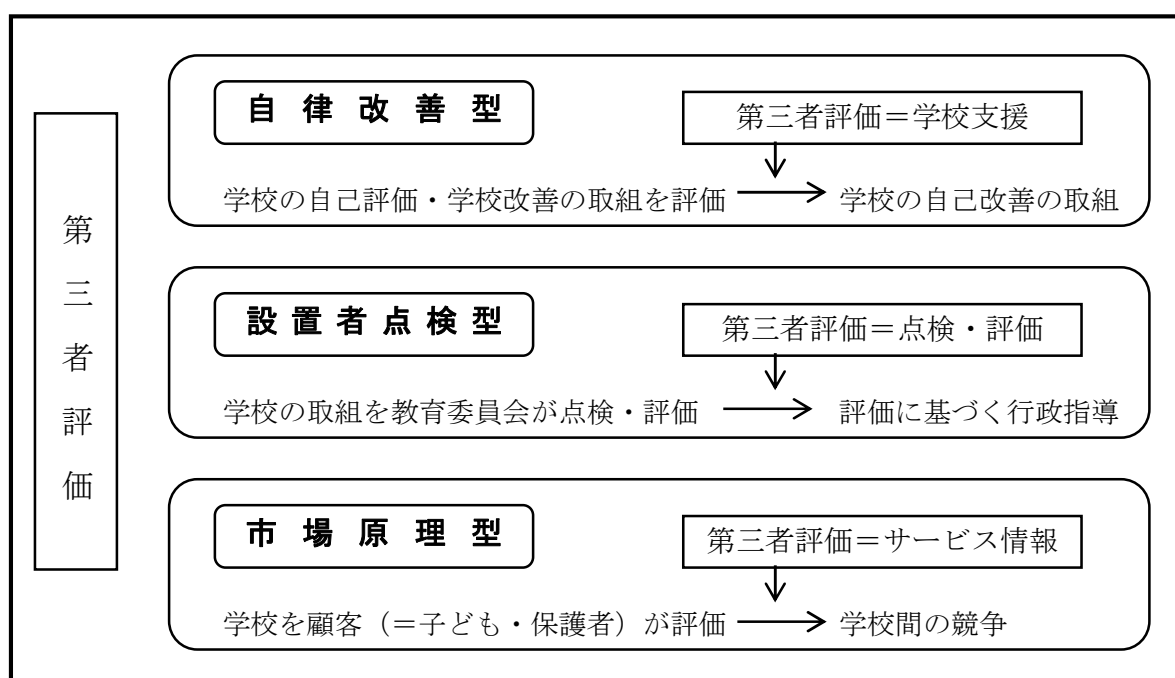 第三者評価
自律改善型
第三者評価＝学校支援
学校の自己評価・学校改善の取組を評価
学校の自己改善の取組
設置者点検型
第三者評価＝点検・評価
学校の取組を教育委員会が点検・評価
評価に基づく行政指導
市場原理型
第三者評価＝サービス情報
学校を顧客（＝子ども・保護者）が評価
学校間の競争